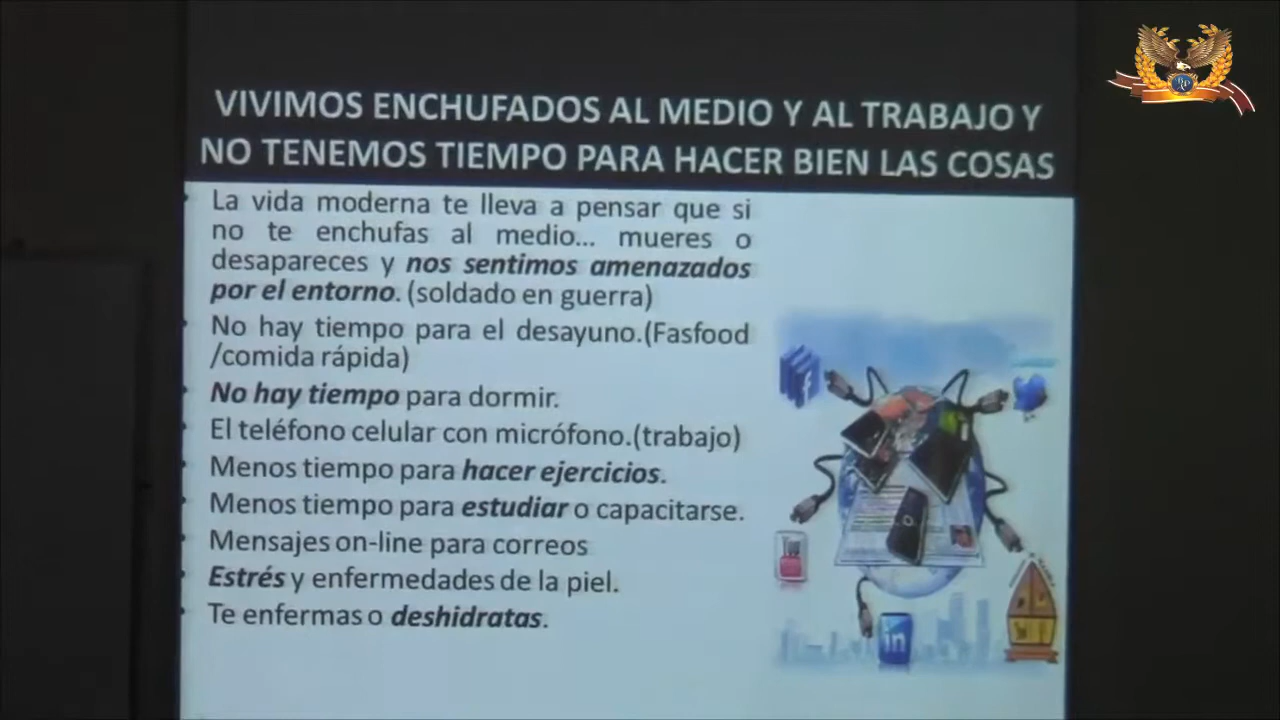 VIVIMOS ENCHUFADOS AL MEDIO Y AL TRABAJO Y
NO TENEMOS TIEMPO PARA HACER BIEN LAS COSAS
La vida moderna te lleva a pensar que si
no te enchufas al medio... mueres o
desapareces y nos sentimos amenazados
por el entorno. (soldado en guerra)
No hay tiempo para el desayuno.(Fasfood
/comida rápida)
No hay tiempo para dormir.
El teléfono celular con micrófono.(trabajo)
Menos tiempo para hacer ejercicios.
Menos tiempo para estudiar o capacitarse.
Mensajes on-line para correos
Estrés y enfermedades de la piel.
Te enfermas o deshidratas.
f
in